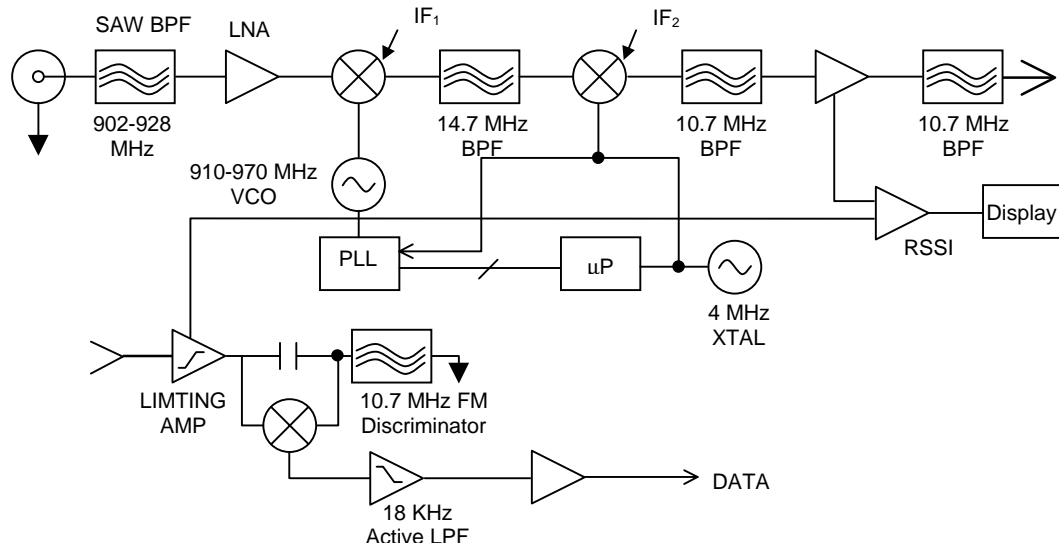 SAW BPF
LNA
IF₁
IF₂
902-928
MHz
14.7 MHz
BPF
10.7 MHz
BPF
10.7 MHz
BPF
910-970 MHz
VCO
PLL
μP
4 MHz
XTAL
RSSI
Display
LIMTING
AMP
10.7 MHz FM
Discriminator
18 KHz
Active LPF
DATA